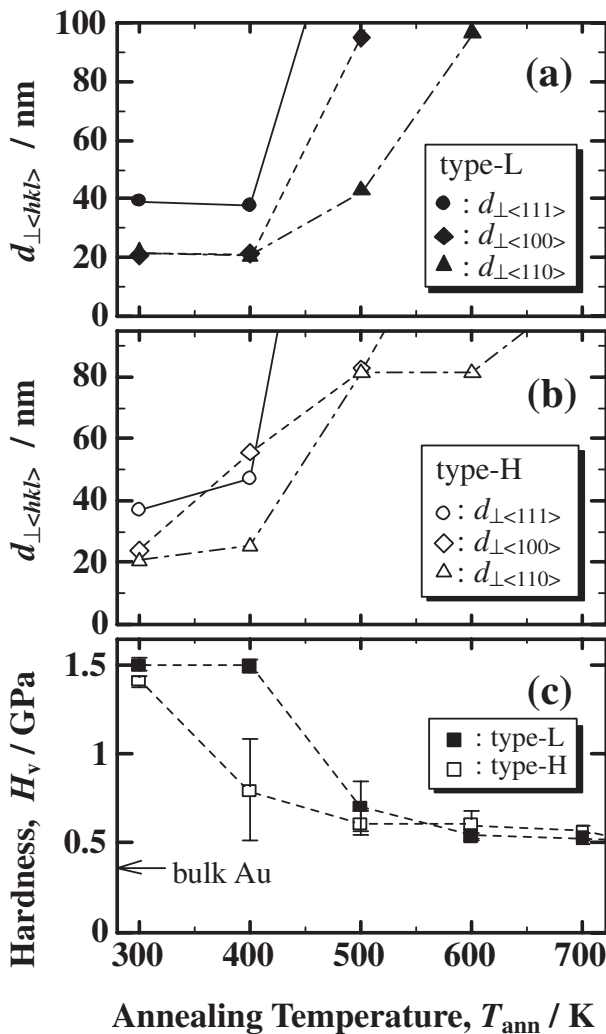 100
80
60
40
20
0
d⊥<hkl> / nm
(a)
type-L
● : d⊥<111>
◆ : d⊥<100>
▲ : d⊥<110>
80
60
40
20
0
d⊥<hkl> / nm
(b)
type-H
○ : d⊥<111>
◇ : d⊥<100>
△ : d⊥<110>
1.5
1
0.5
0
Hardness, Hv / GPa
(c)
■ : type-L
□ : type-H
bulk Au
300 400 500 600 700
Annealing Temperature, Tann / K